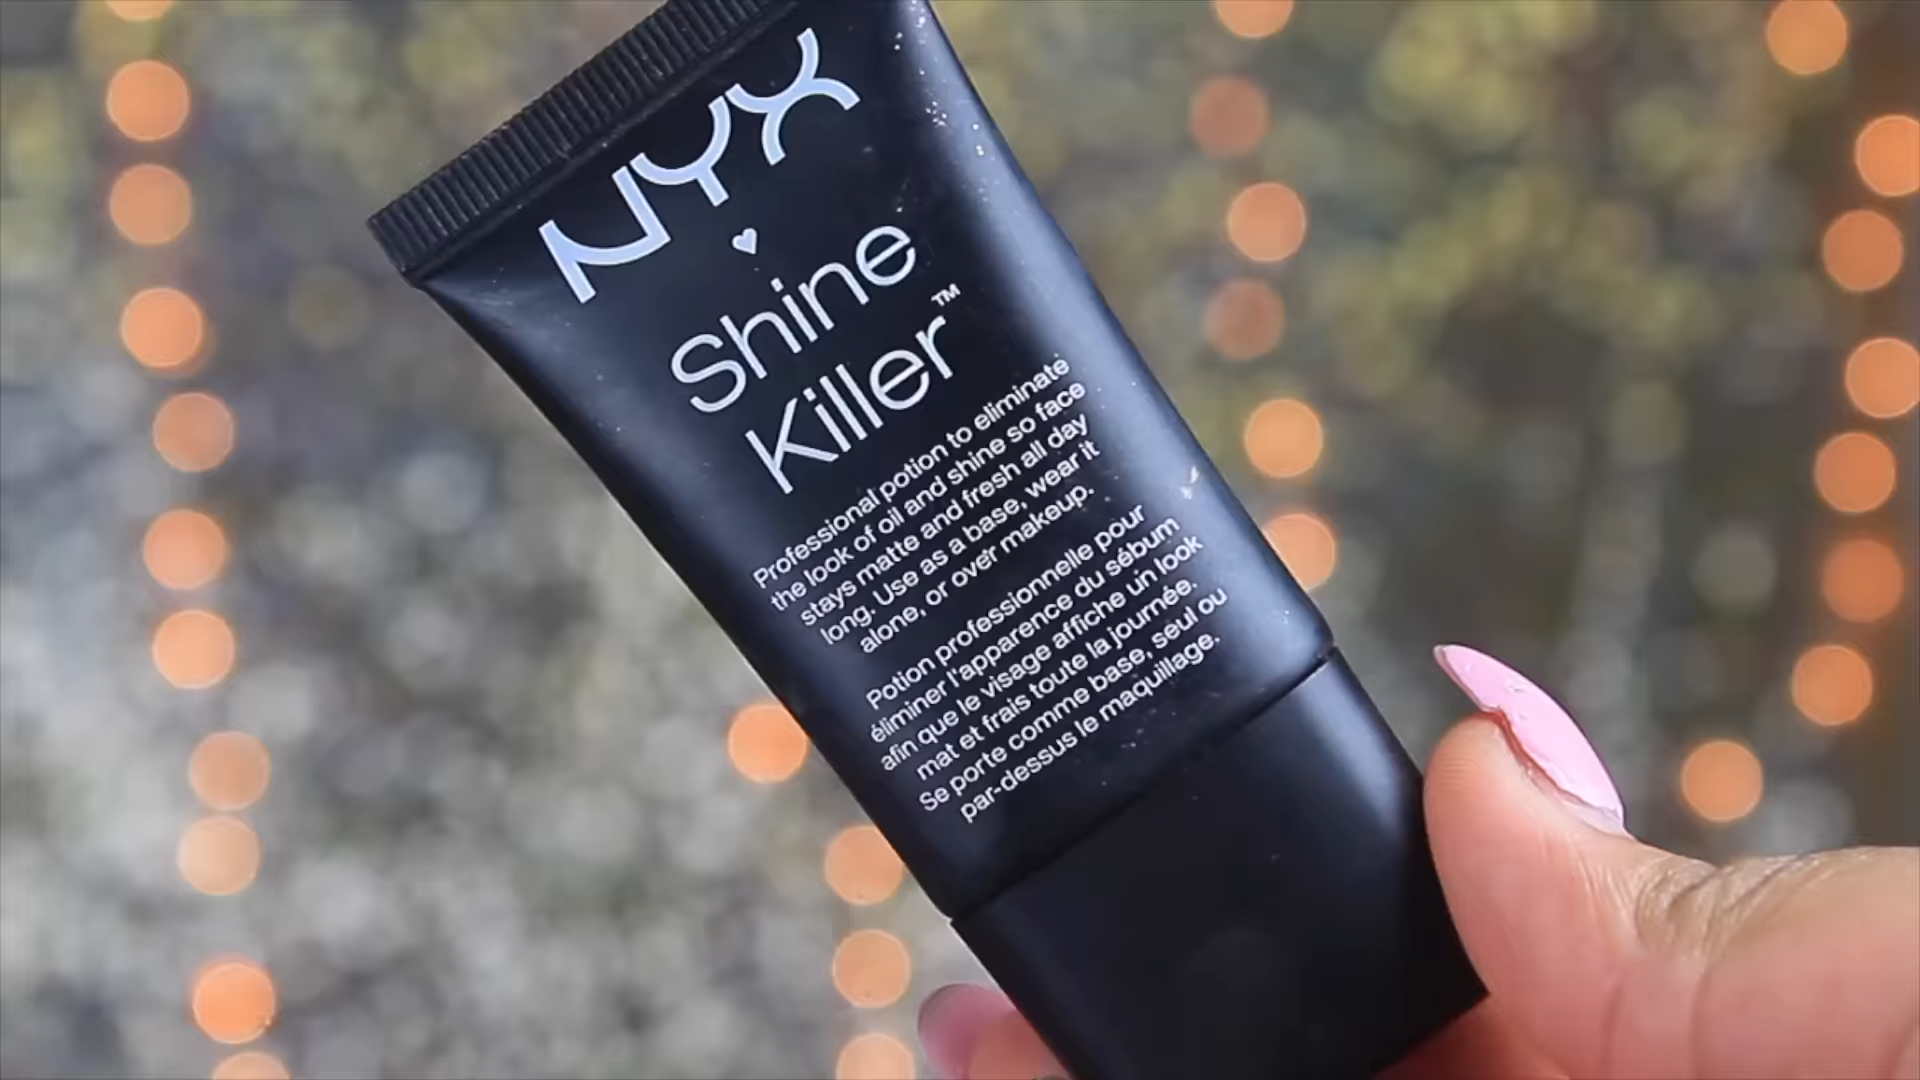 NYX
Shine
Killer™
Professional potion to eliminate
the look of oil and shine so face
stays matte and fresh all day
long. Use as a base, wear it
alone, or over makeup.
Potion professionnelle pour
éliminer l'apparence du sébum
afin que le visage affiche un look
mat et frais toute la journée.
Se porte comme base, seul ou
par-dessus le maquillage.